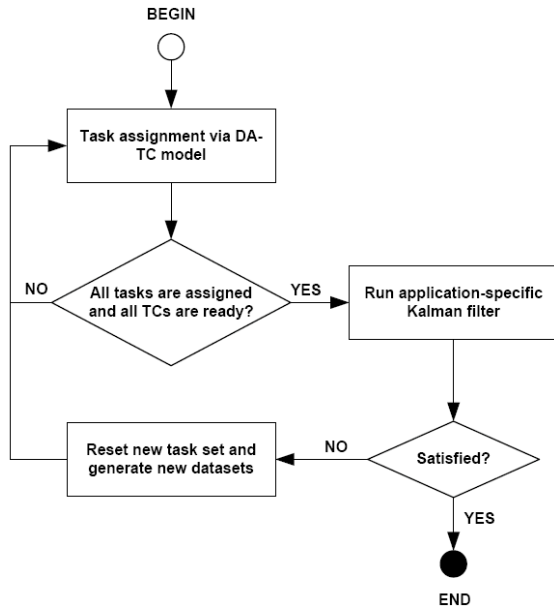 BEGIN
Task assignment via DA-
TC model
NO
All tasks are assigned
and all TCs are ready?
YES
Run application-specific
Kalman filter
Reset new task set and
generate new datasets
NO
Satisfied?
YES
END